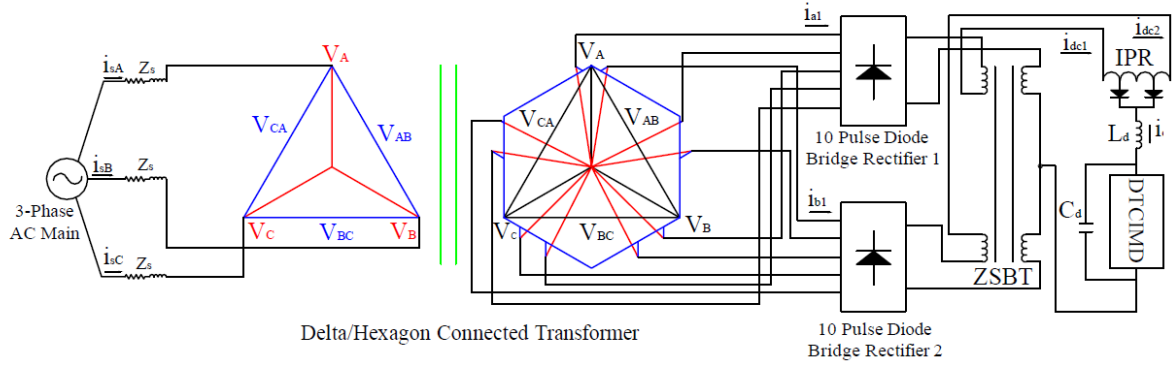 i_sA Z_s
V_A
V_CA
V_AB
i_sB Z_s
3-Phase
AC Main
V_C V_BC V_B
i_sC Z_s
V_A
V_CA V_AB
V_C V_BC V_B
Delta/Hexagon Connected Transformer
i_a1
10 Pulse Diode
Bridge Rectifier 1
i_b1
10 Pulse Diode
Bridge Rectifier 2
ZSBT
i_dc1
i_dc2
IPR
L_d
C_d
DTCIMD